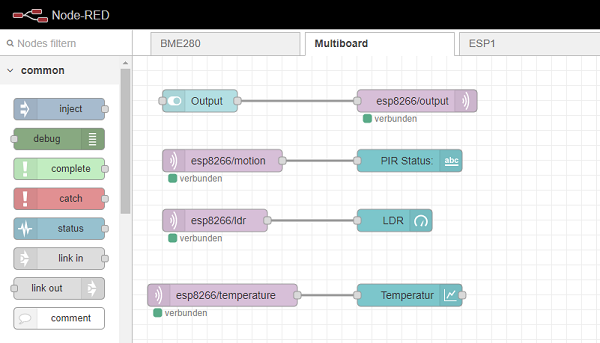 Node-RED
Nodes filtern
BME280
Multiboard
ESP1
common
inject
debug
complete
catch
status
link in
link out
comment
Output
esp8266/output
verbunden
esp8266/motion
PIR Status:
abc
verbunden
esp8266/ldr
LDR
verbunden
esp8266/temperature
Temperatur
verbunden